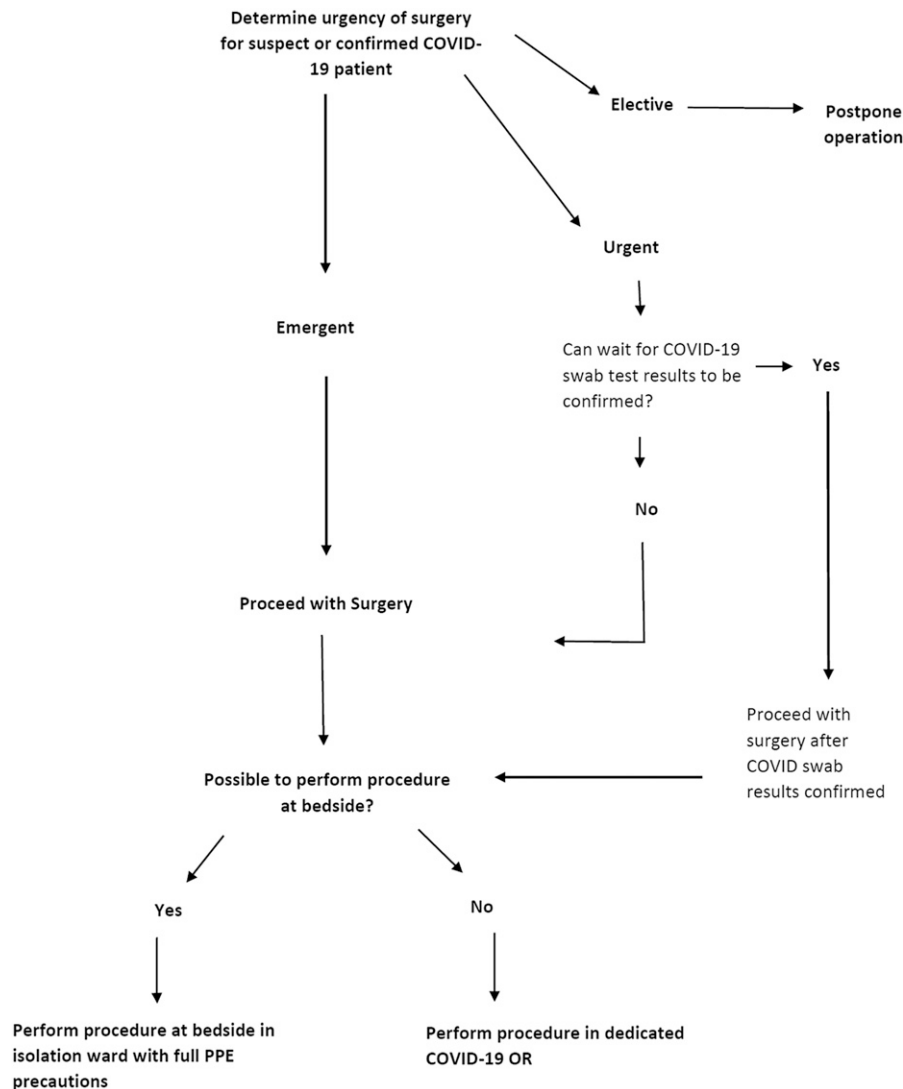 Determine urgency of surgery
for suspect or confirmed COVID-
19 patient
Elective
Postpone
operation
Urgent
Emergent
Can wait for COVID-19
swab test results to be
confirmed?
Yes
No
Proceed with Surgery
Proceed with
surgery after
COVID swab
results confirmed
Possible to perform procedure
at bedside?
Yes
No
Perform procedure at bedside in
isolation ward with full PPE
precautions
Perform procedure in dedicated
COVID-19 OR